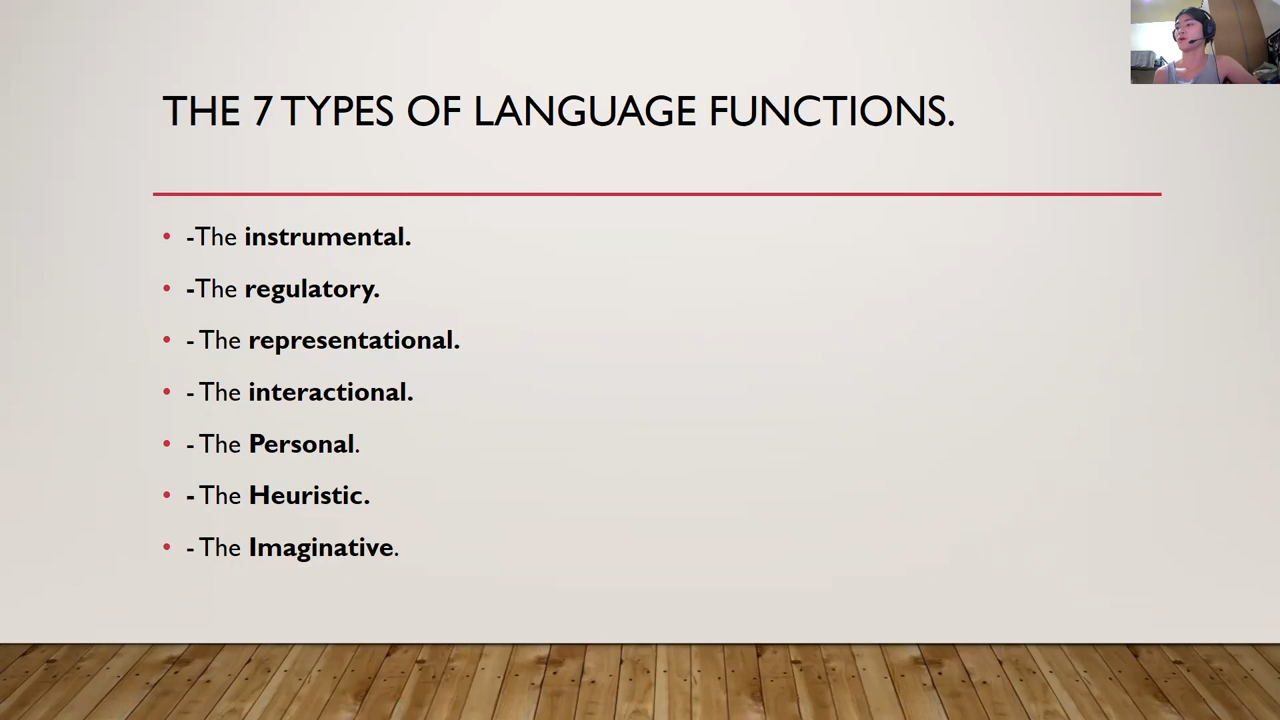 THE 7 TYPES OF LANGUAGE FUNCTIONS.
• -The instrumental.
• -The regulatory.
• - The representational.
• - The interactional.
• - The Personal.
• - The Heuristic.
• - The Imaginative.